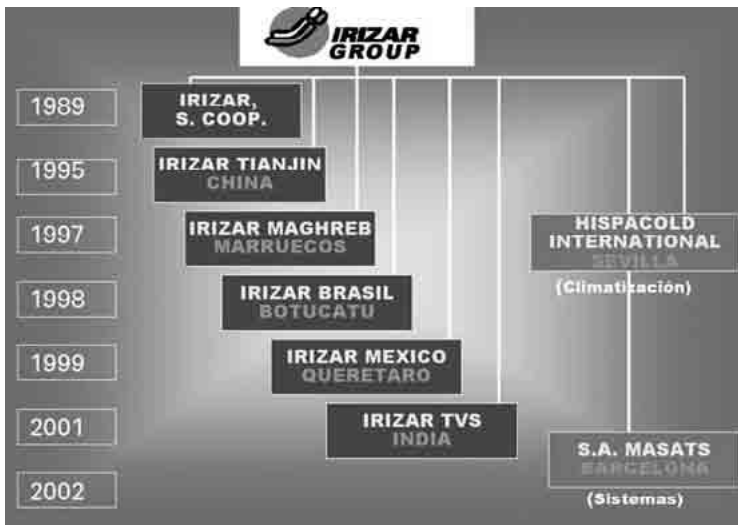 IRIZAR
GROUP
1989
IRIZAR,
S. COOP.
1995
IRIZAR TIANJIN
CHINA
1997
IRIZAR MAGHREB
MARRUECOS
HISPACOLD
INTERNATIONAL
SEVILLA
(Climatización)
1998
IRIZAR BRASIL
BOTUCATU
1999
IRIZAR MEXICO
QUERETARO
2001
IRIZAR TVS
INDIA
S.A. MASATS
BARCELONA
(Sistemas)
2002